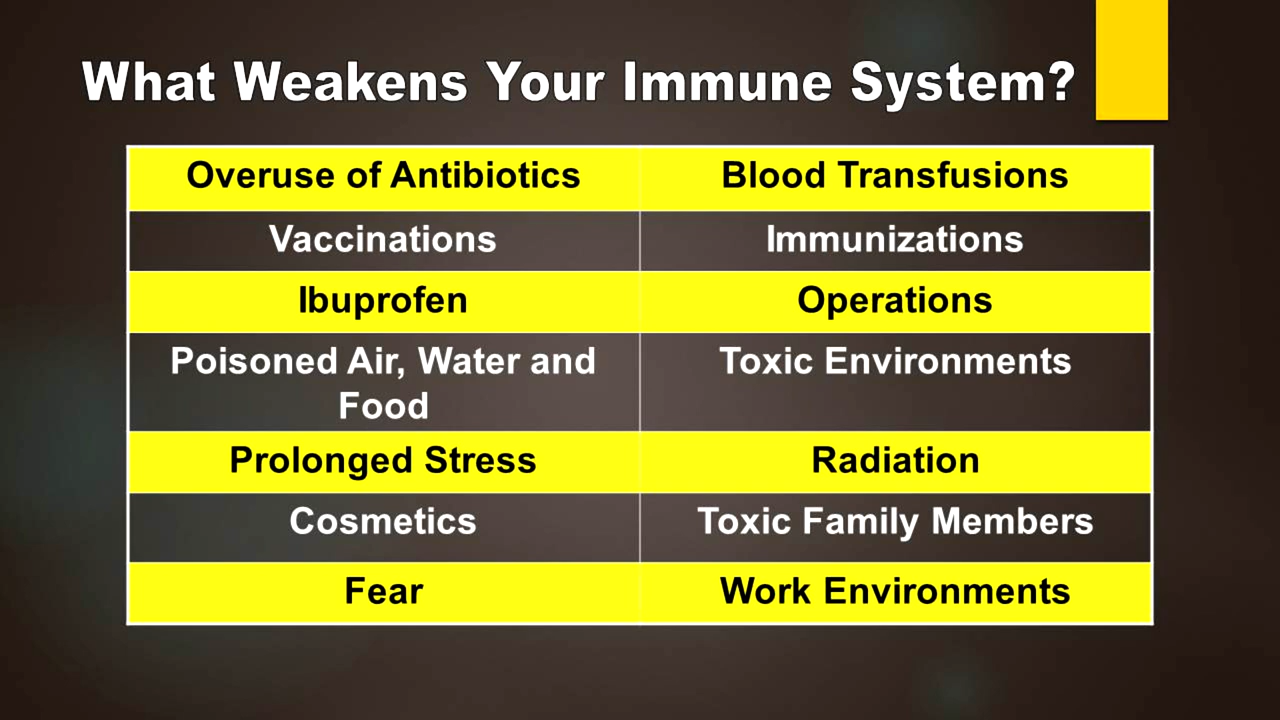 What Weakens Your Immune System?
Overuse of Antibiotics
Blood Transfusions
Vaccinations
Immunizations
Ibuprofen
Operations
Poisoned Air, Water and
Food
Toxic Environments
Prolonged Stress
Radiation
Cosmetics
Toxic Family Members
Fear
Work Environments